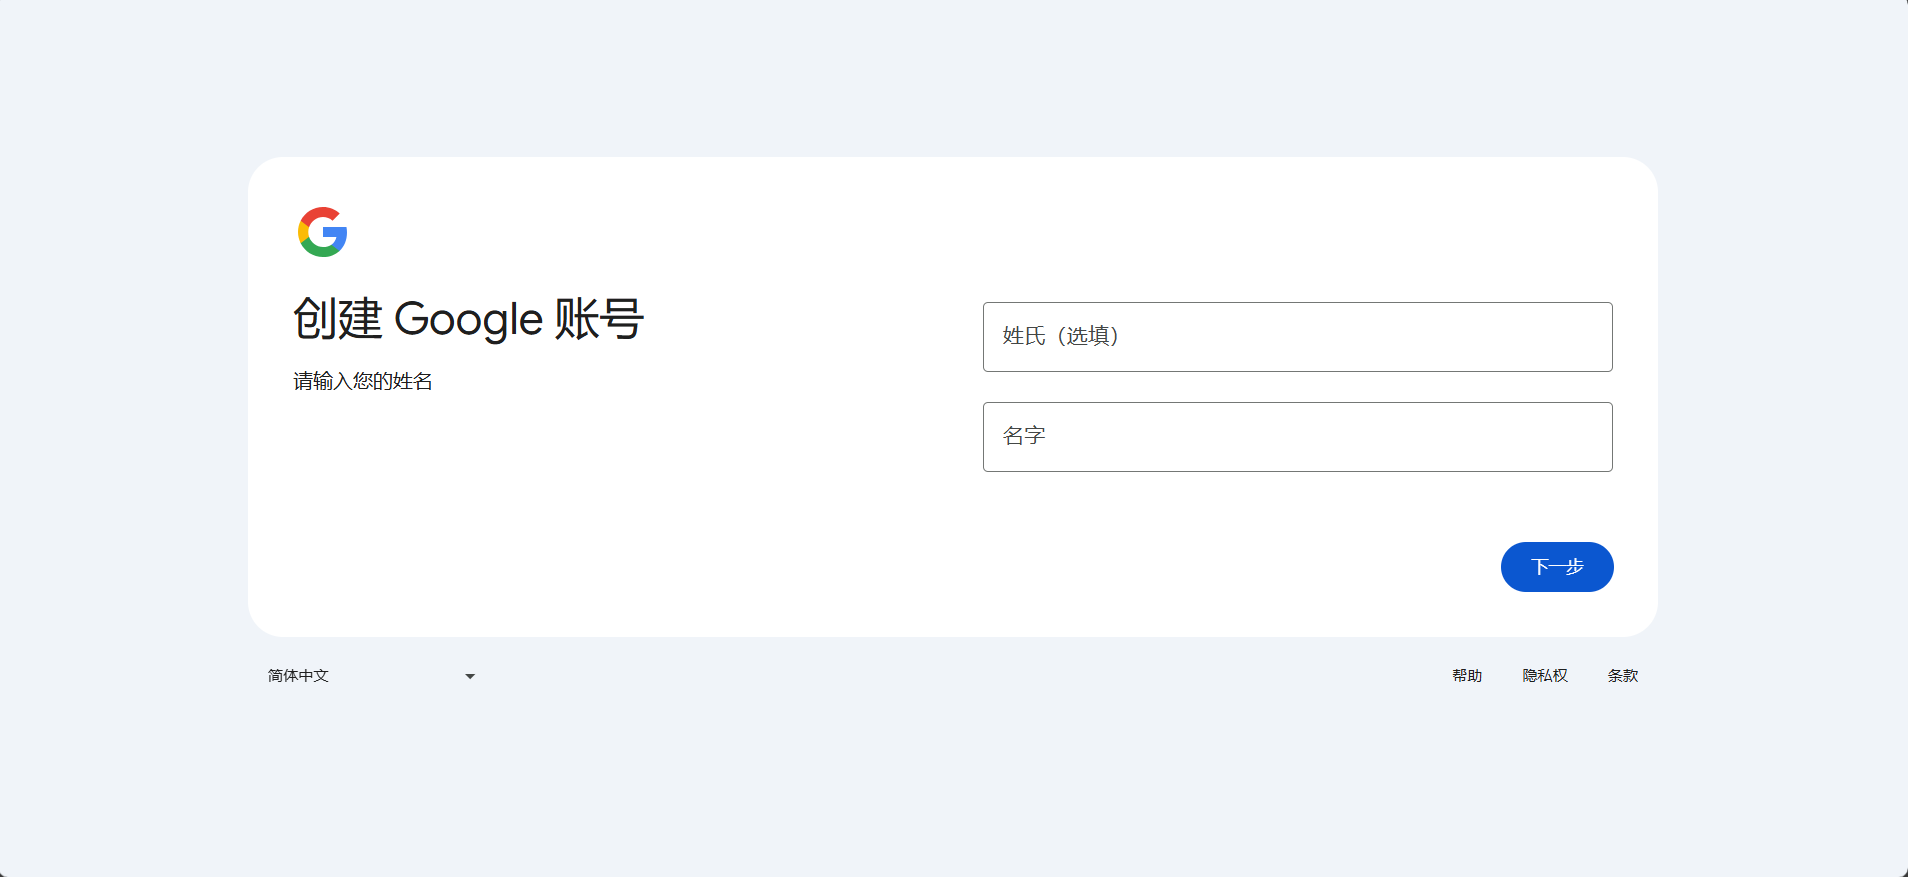 创建 Google 账号
请输入您的姓名
姓氏（选填）
名字
下一步
简体中文
帮助 隐私权 条款